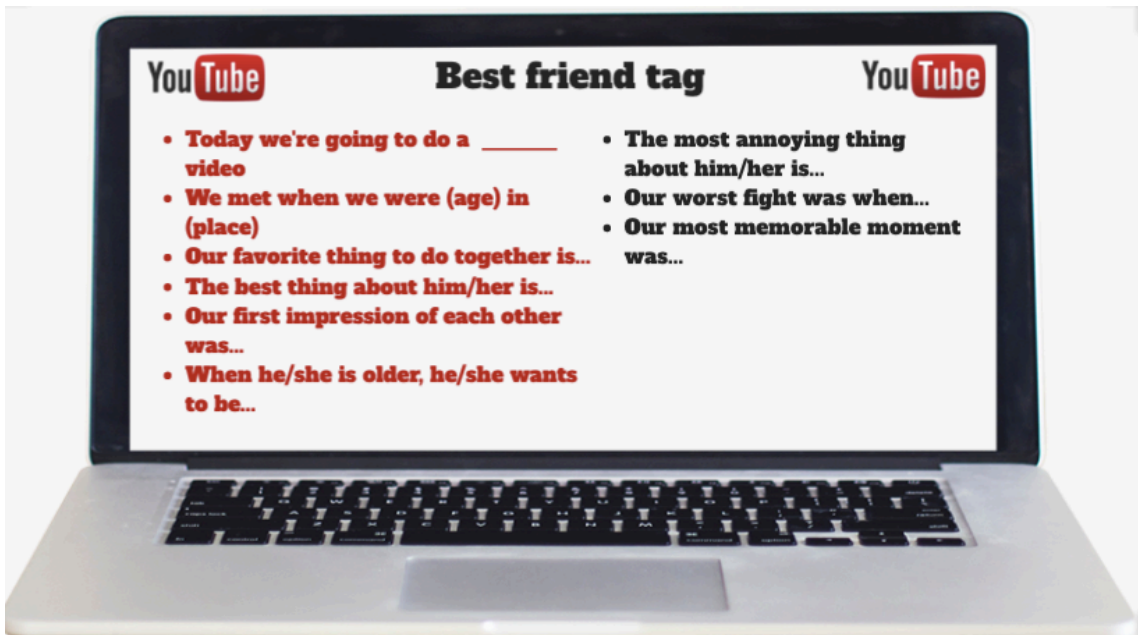 YouTube
Best friend tag
YouTube
• Today we're going to do a ______
video
• We met when we were (age) in
(place)
• Our favorite thing to do together is...
• The best thing about him/her is...
• Our first impression of each other
was...
• When he/she is older, he/she wants
to be...
• The most annoying thing
about him/her is...
• Our worst fight was when...
• Our most memorable moment
was...